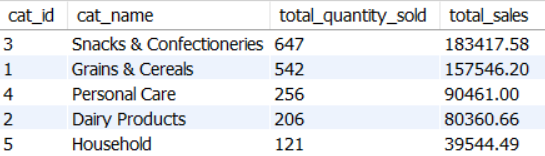 cat_id cat_name total_quantity_sold total_sales
3 Snacks & Confectioneries 647 183417.58
1 Grains & Cereals 542 157546.20
4 Personal Care 256 90461.00
2 Dairy Products 206 80360.66
5 Household 121 39544.49